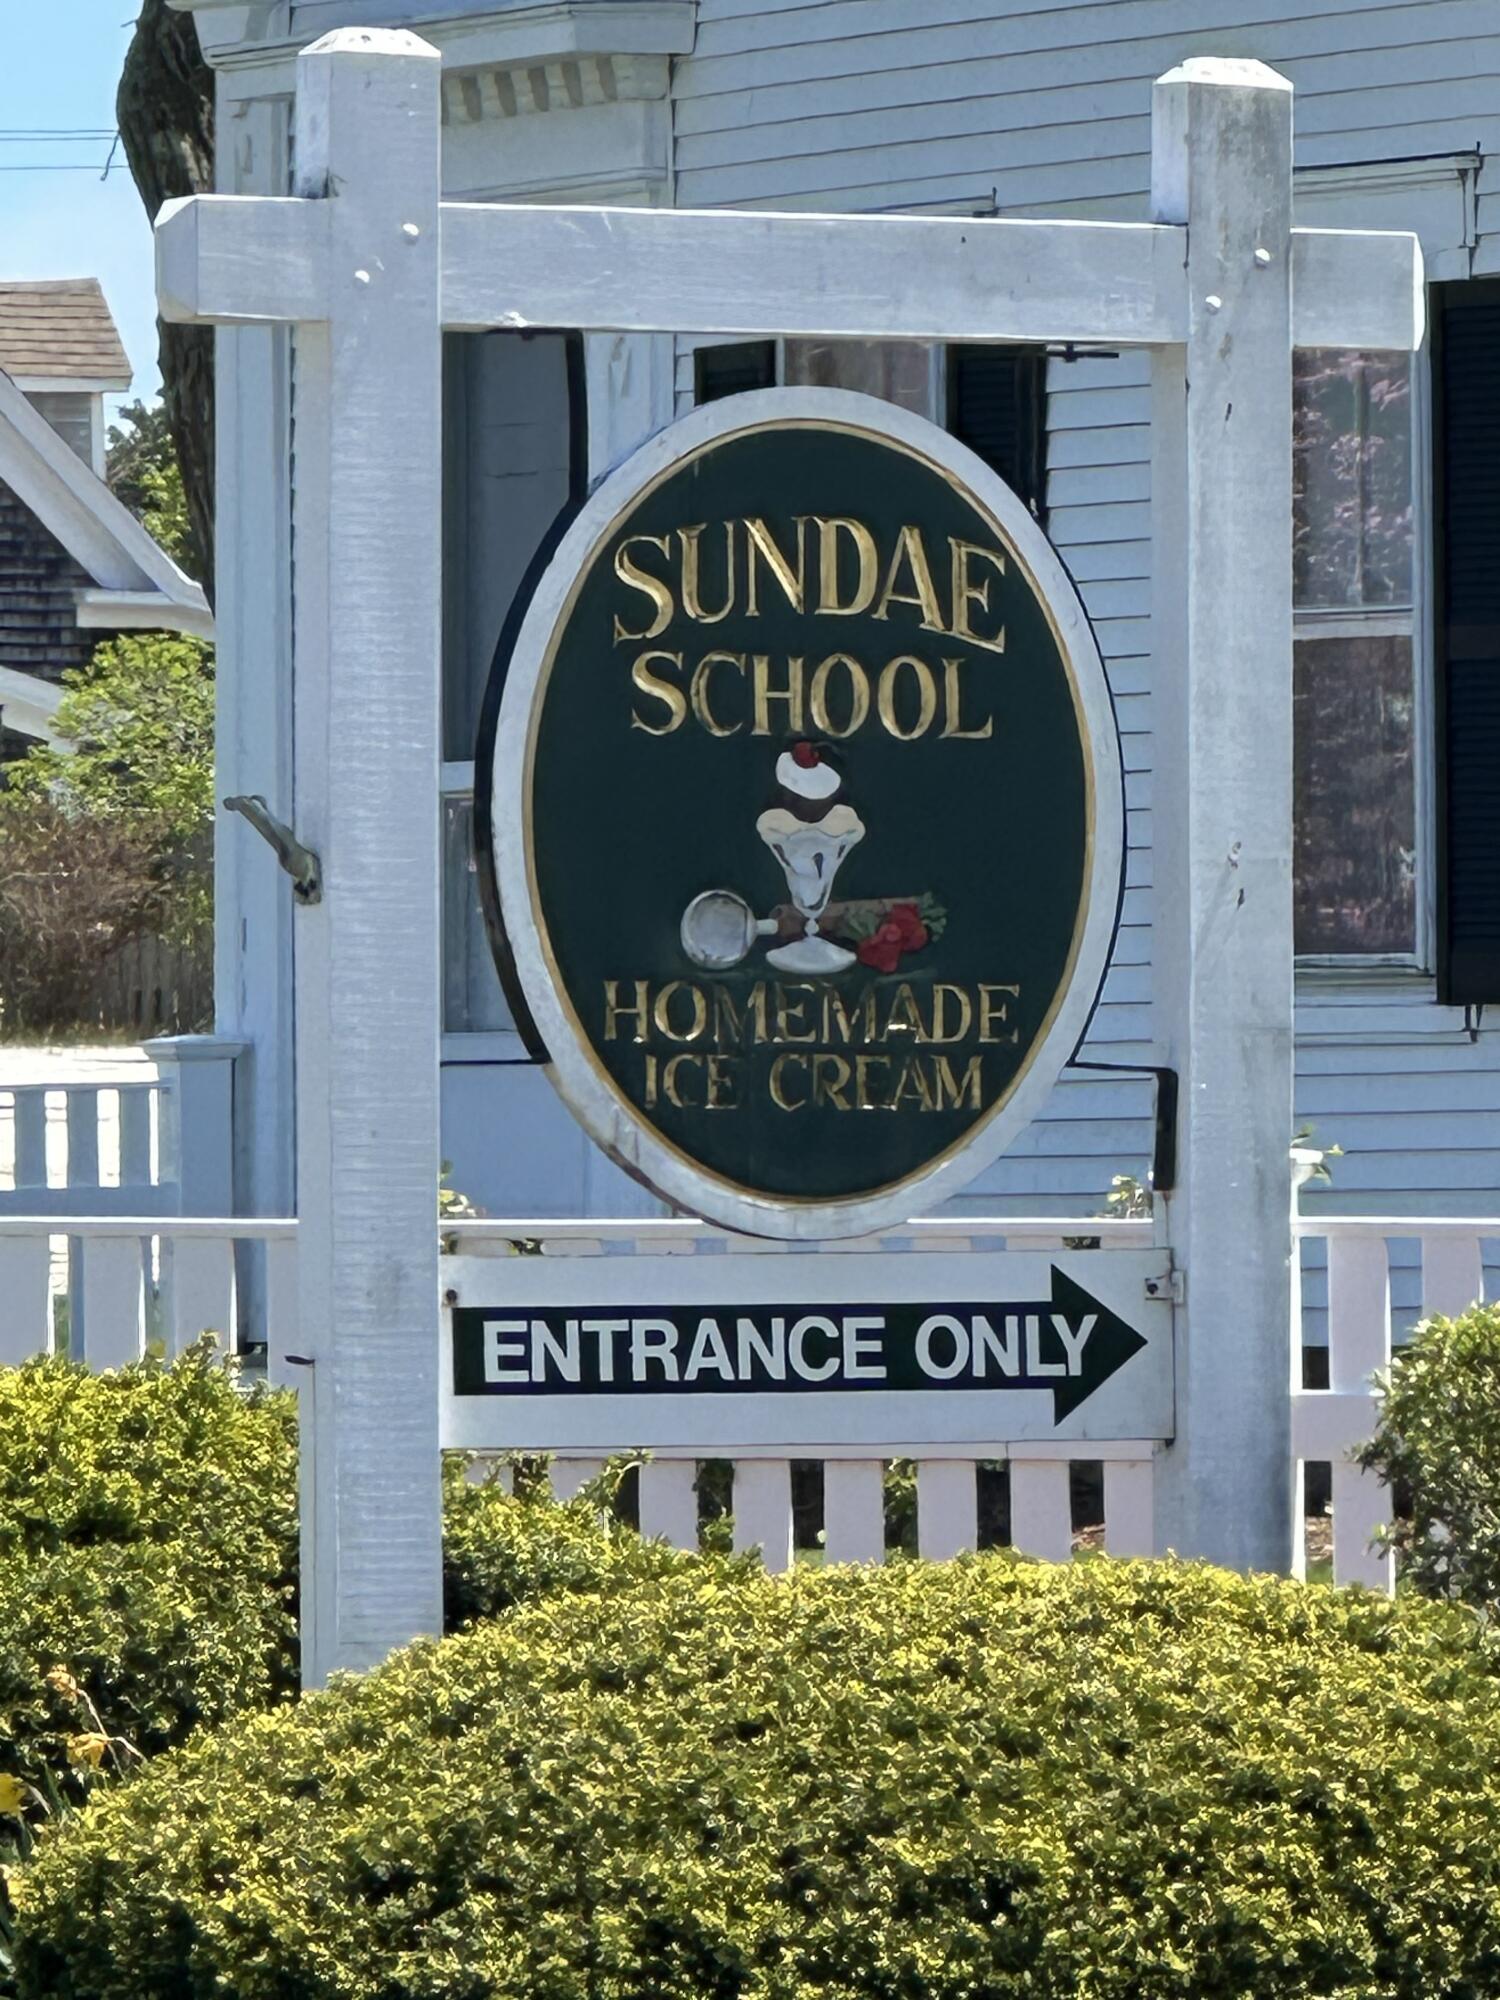 SUNDAE
SCHOOL
HOMEMADE
ICE CREAM
ENTRANCE ONLY